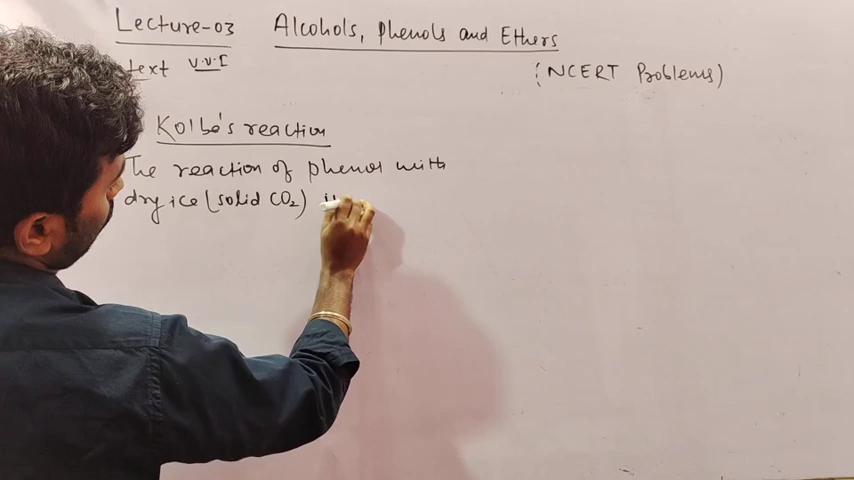 Lecture-03 Alcohols, Phenols and Ethers
text V.V.I
(NCERT Problems)
Kolbe's reaction
The reaction of phenol with
dry ice (solid CO₂)